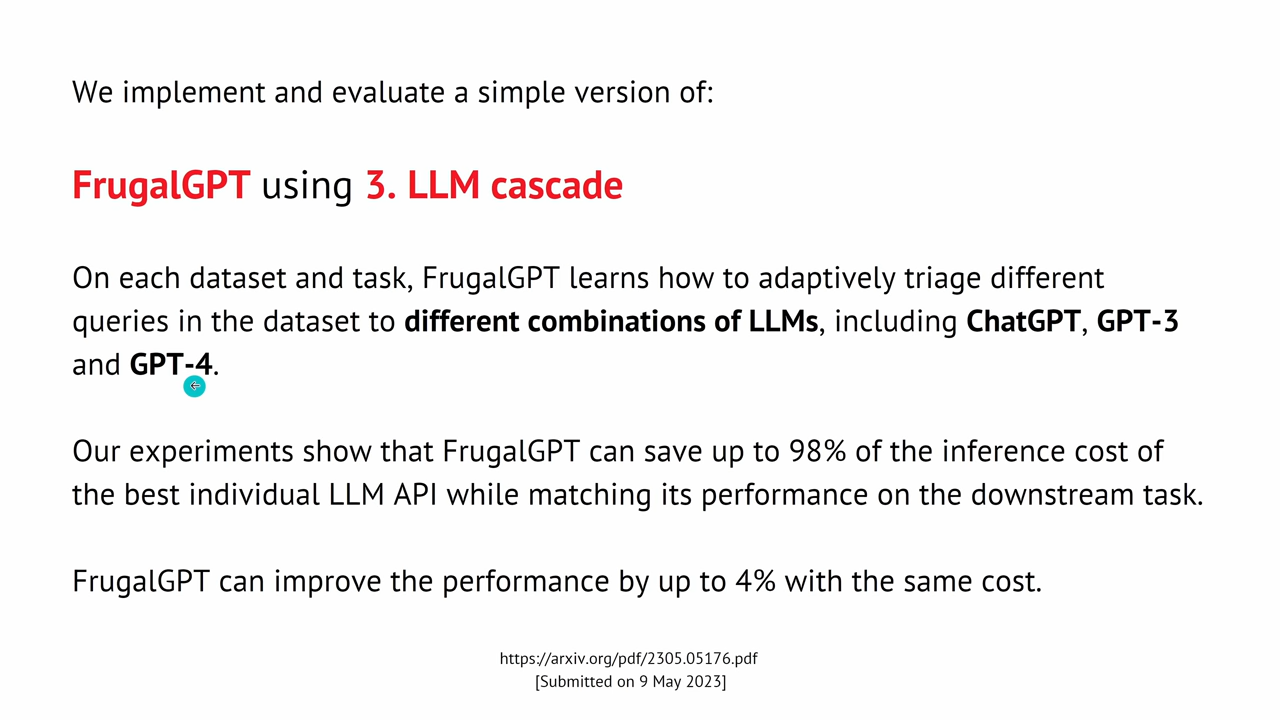 We implement and evaluate a simple version of:
FrugalGPT using 3. LLM cascade
On each dataset and task, FrugalGPT learns how to adaptively triage different
queries in the dataset to different combinations of LLMs, including ChatGPT, GPT-3
and GPT-4.
Our experiments show that FrugalGPT can save up to 98% of the inference cost of
the best individual LLM API while matching its performance on the downstream task.
FrugalGPT can improve the performance by up to 4% with the same cost.
https://arxiv.org/pdf/2305.05176.pdf
[Submitted on 9 May 2023]